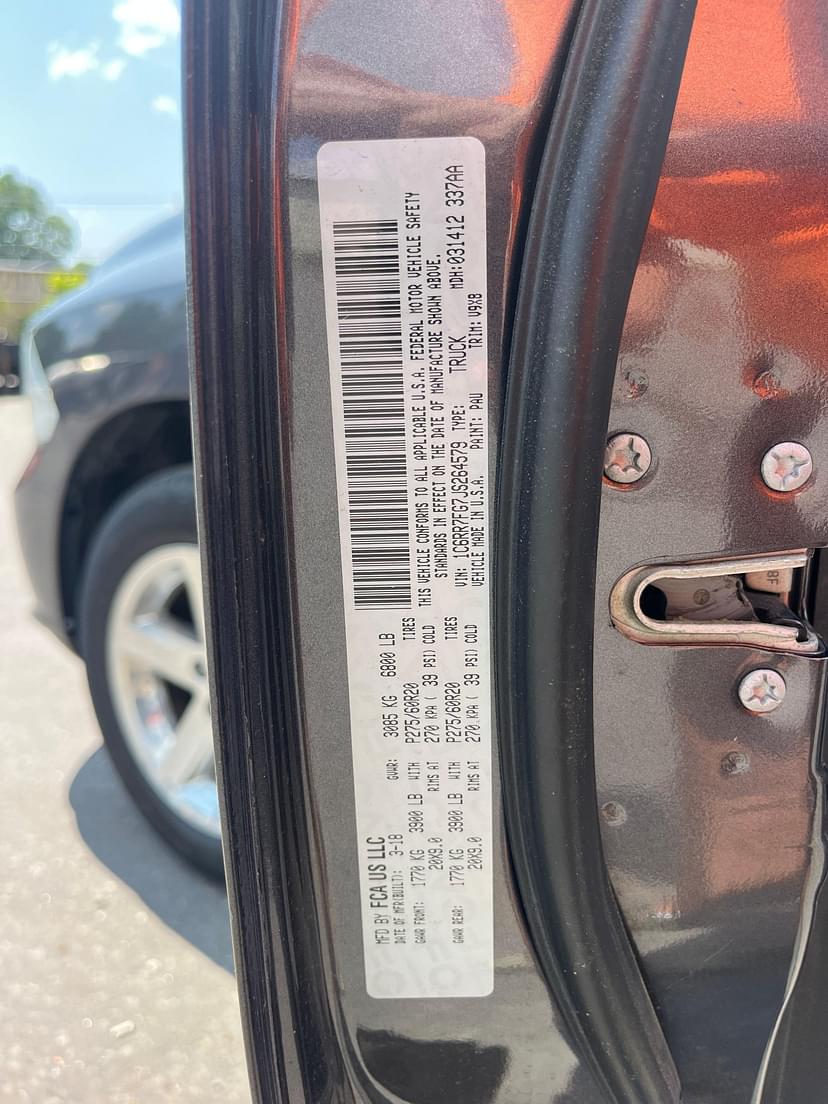 MFD BY FCA US LLC
DATE OF MFR(BUILT): 3-18 GVWR: 3085 KG 6800 LB
GAWR FRONT: 1770 KG 3900 LB WITH P275/60R20 TIRES
20X9.0 RIMS AT 270 KPA ( 39 PSI) COLD
GAWR REAR: 1770 KG 3900 LB WITH P275/60R20 TIRES
20X9.0 RIMS AT 270 KPA ( 39 PSI) COLD
THIS VEHICLE CONFORMS TO ALL APPLICABLE U.S.A. FEDERAL MOTOR VEHICLE SAFETY
STANDARDS IN EFFECT ON THE DATE OF MANUFACTURE SHOWN ABOVE.
VIN: 1C6RR7FG7JS264579 TYPE: TRUCK MDH:031412 337AA
VEHICLE MADE IN U.S.A. PAINT: PAU TRIM: V9X8